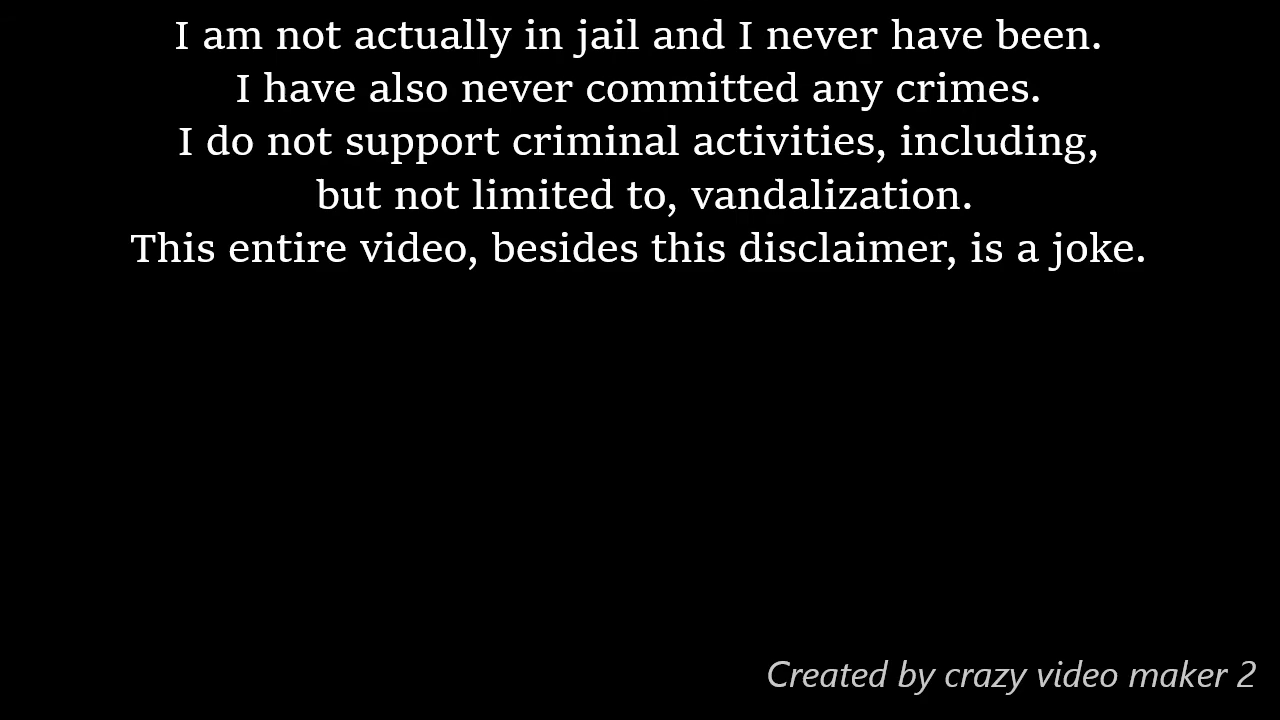 I am not actually in jail and I never have been.
I have also never committed any crimes.
I do not support criminal activities, including,
but not limited to, vandalization.
This entire video, besides this disclaimer, is a joke.
Created by crazy video maker 2